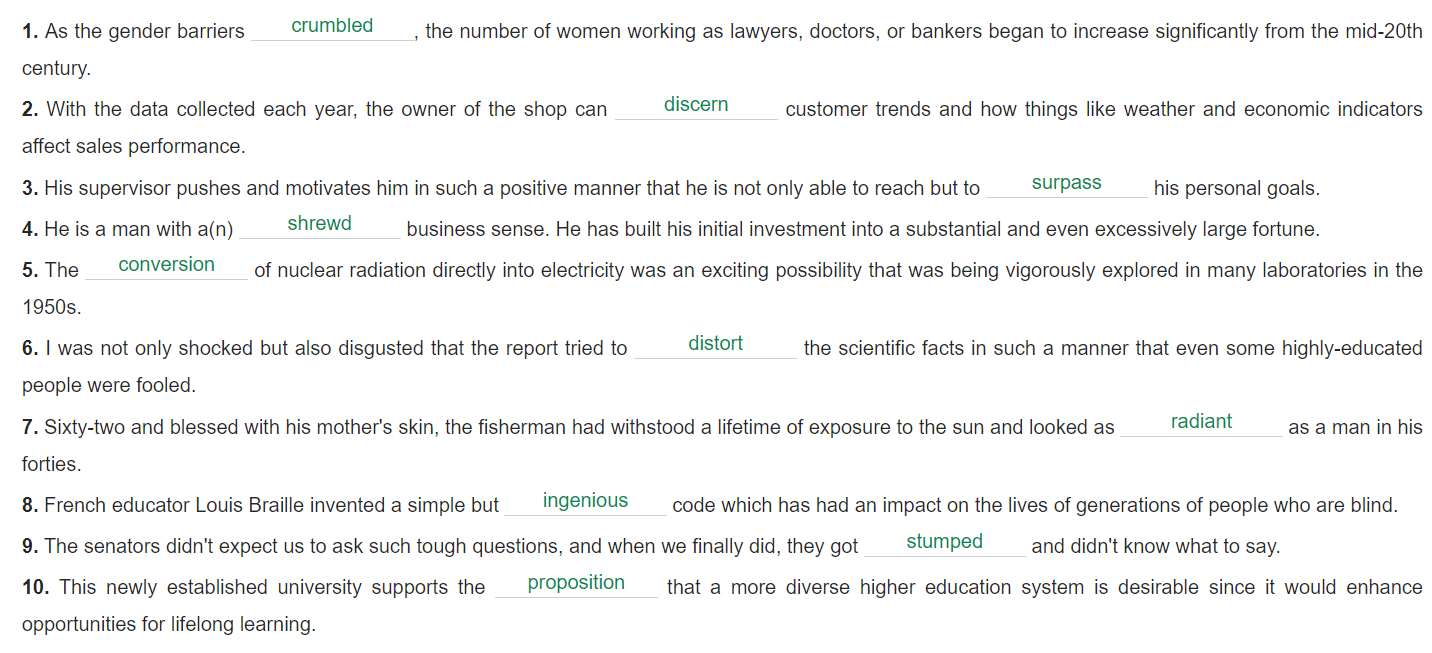 1. As the gender barriers crumbled, the number of women working as lawyers, doctors, or bankers began to increase significantly from the mid-20th
century.
2. With the data collected each year, the owner of the shop can discern customer trends and how things like weather and economic indicators
affect sales performance.
3. His supervisor pushes and motivates him in such a positive manner that he is not only able to reach but to surpass his personal goals.
4. He is a man with a(n) shrewd business sense. He has built his initial investment into a substantial and even excessively large fortune.
5. The conversion of nuclear radiation directly into electricity was an exciting possibility that was being vigorously explored in many laboratories in the
1950s.
6. I was not only shocked but also disgusted that the report tried to distort the scientific facts in such a manner that even some highly-educated
people were fooled.
7. Sixty-two and blessed with his mother's skin, the fisherman had withstood a lifetime of exposure to the sun and looked as radiant as a man in his
forties.
8. French educator Louis Braille invented a simple but ingenious code which has had an impact on the lives of generations of people who are blind.
9. The senators didn't expect us to ask such tough questions, and when we finally did, they got stumped and didn't know what to say.
10. This newly established university supports the proposition that a more diverse higher education system is desirable since it would enhance
opportunities for lifelong learning.